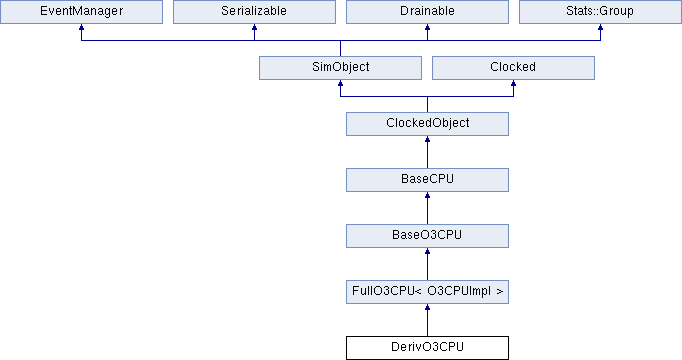 EventManager
Serializable
Drainable
Stats::Group
SimObject
Clocked
ClockedObject
BaseCPU
BaseO3CPU
FullO3CPU< O3CPUImpl >
DerivO3CPU